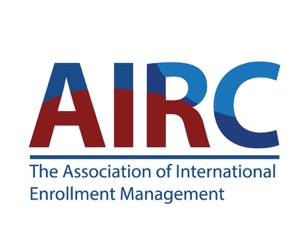 AIRC
The Association of International
Enrollment Management